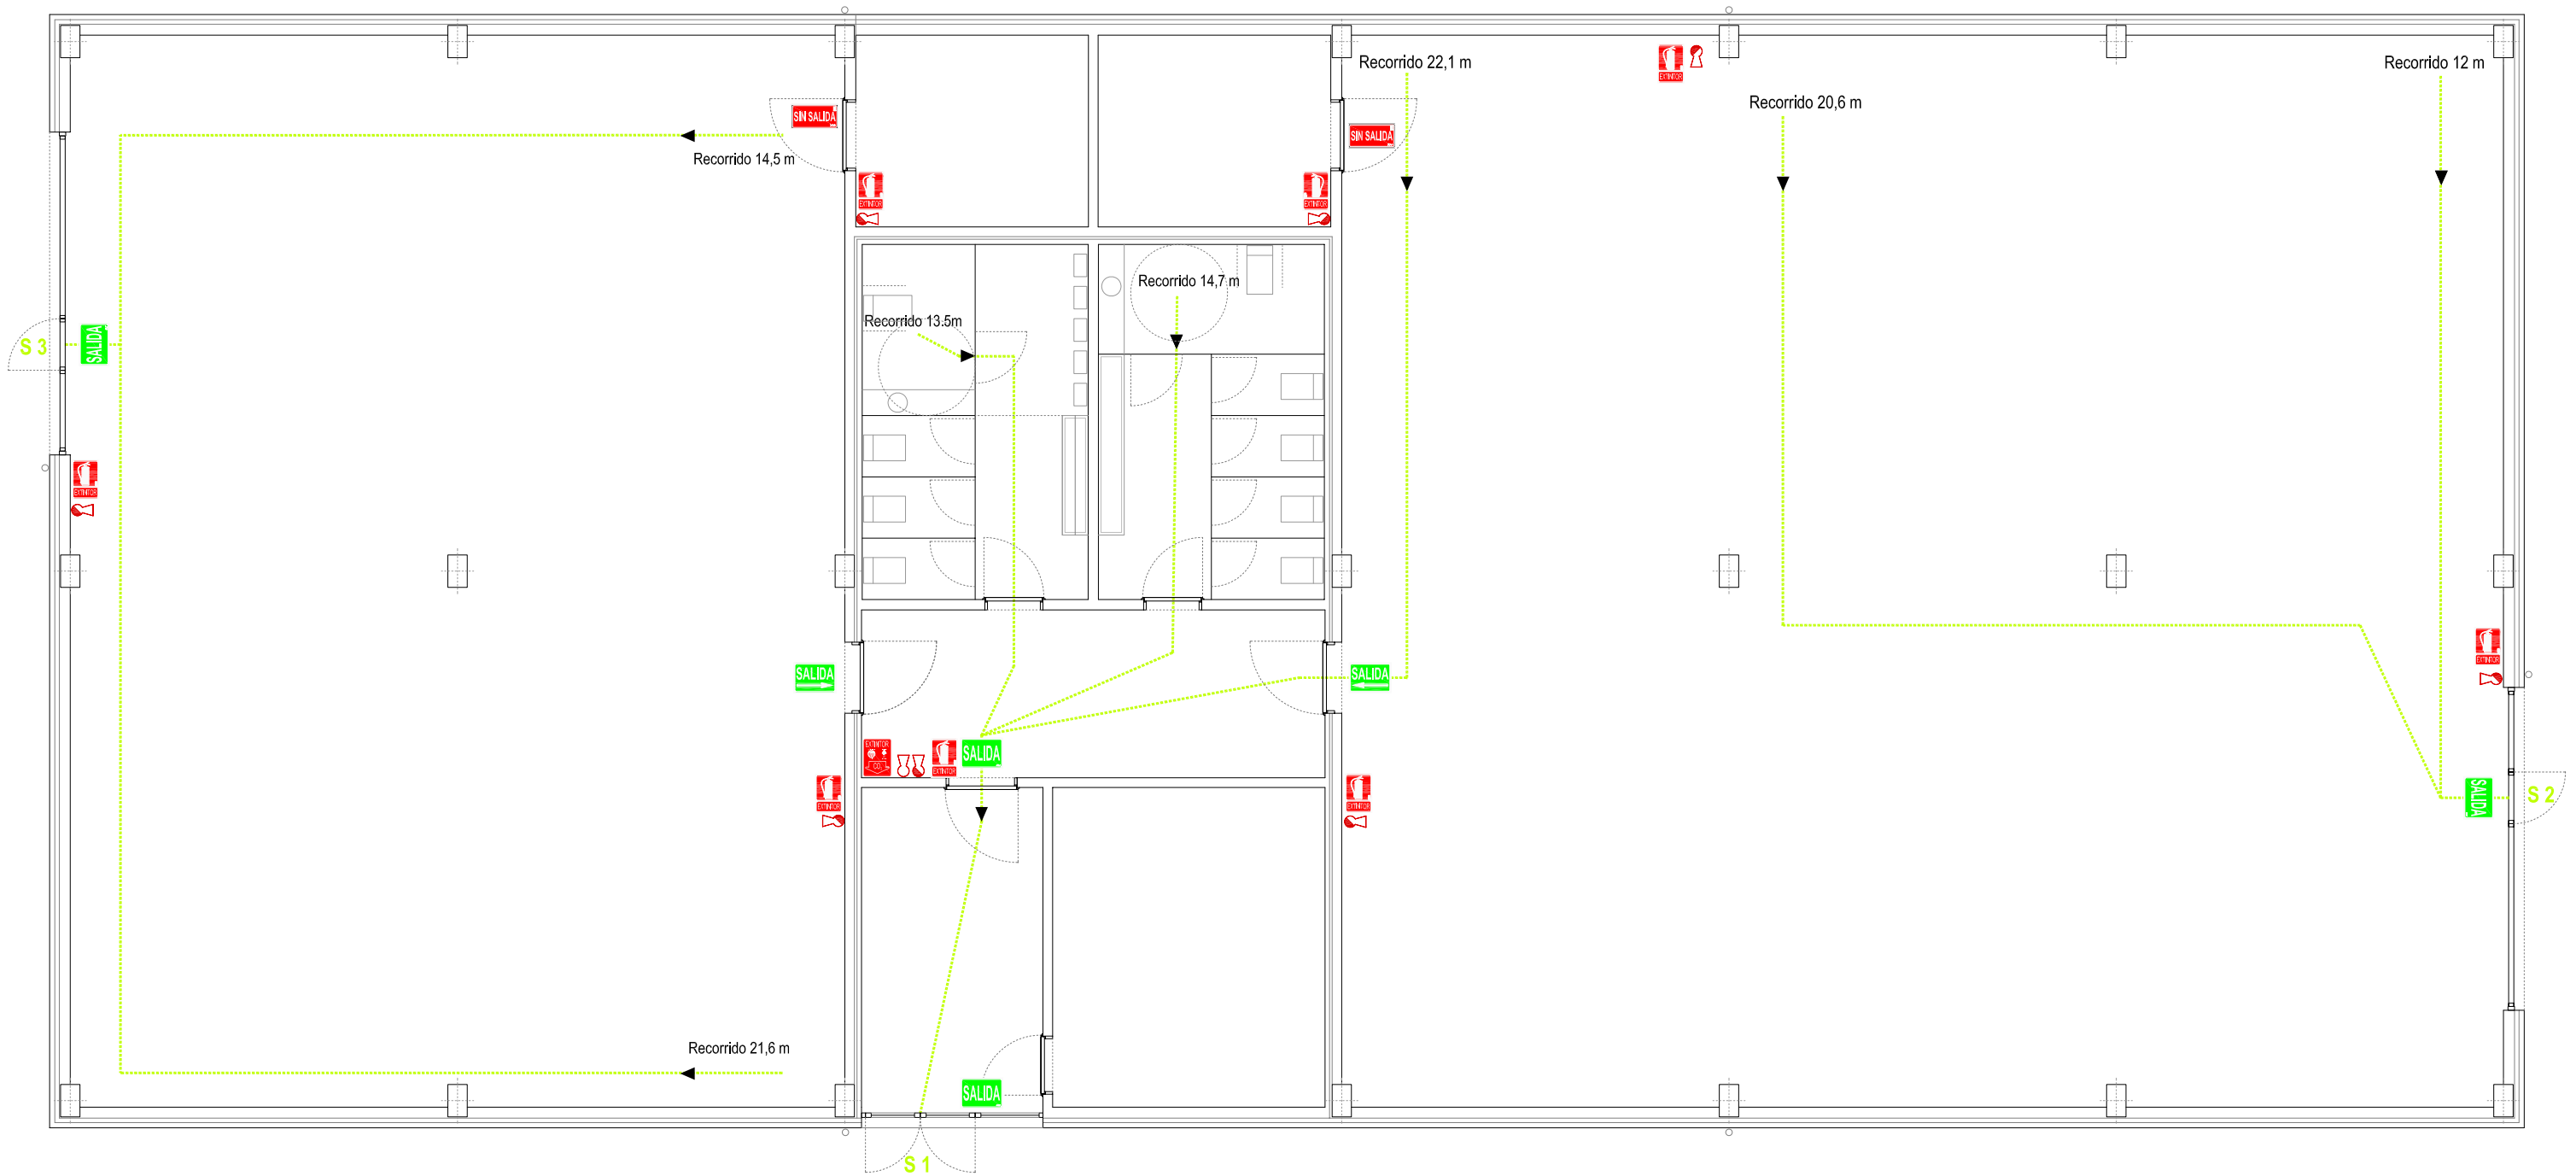 Recorrido 22,1 m
EXTINTOR
Recorrido 12 m
Recorrido 20,6 m
SIN SALIDA
SIN SALIDA
Recorrido 14,5 m
EXTINTOR
EXTINTOR
Recorrido 14,7 m
Recorrido 13.5m
S 3
SALIDA
EXTINTOR
EXTINTOR
SALIDA
SALIDA
EXTINTOR
CO2
EXTINTOR
SALIDA
EXTINTOR
EXTINTOR
SALIDA
S 2
Recorrido 21,6 m
SALIDA
S 1